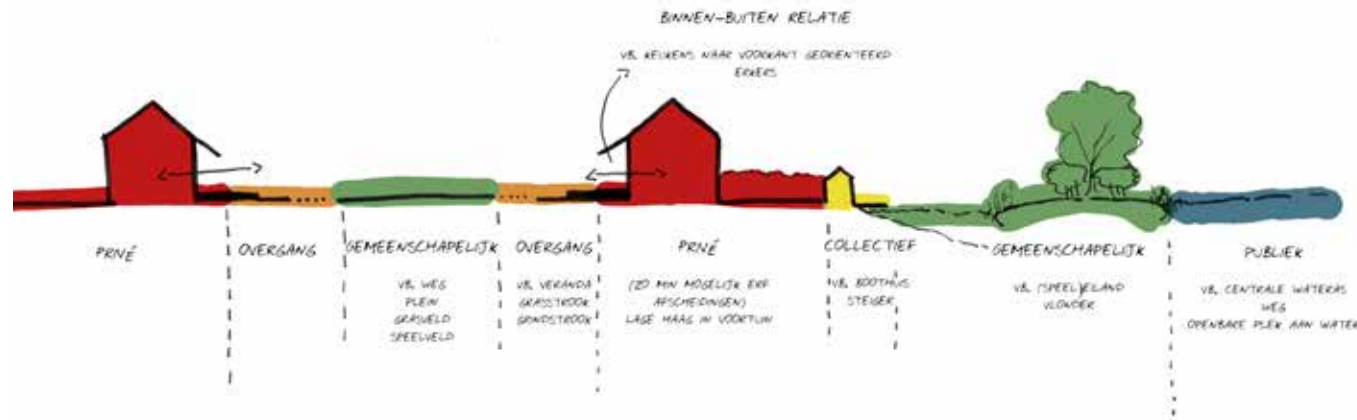 BINNEN-BUITEN RELATIE
VB. KEUKENS NAAR VOORKANT GEORIENTEERD
ERKERS
PRIVÉ
OVERGANG
GEMEENSCHAPELIJK
VB. WEG
PLEIN
GRASVELD
SPEELVELD
OVERGANG
VB. VERANDA
GRASSTROOK
GRINDSTROOK
PRIVÉ
(ZO MIN MOGELIJK ERF
AFSCHEIDINGEN)
LAGE HAAG IN VOORTUIN
COLLECTIEF
VB. BOOTHUIS
STEIGER
GEMEENSCHAPELIJK
VB. (SPEEL)EILAND
VLONDER
PUBLIEK
VB. CENTRALE WATERAS
WEG
OPENBARE PLEK AAN WATER